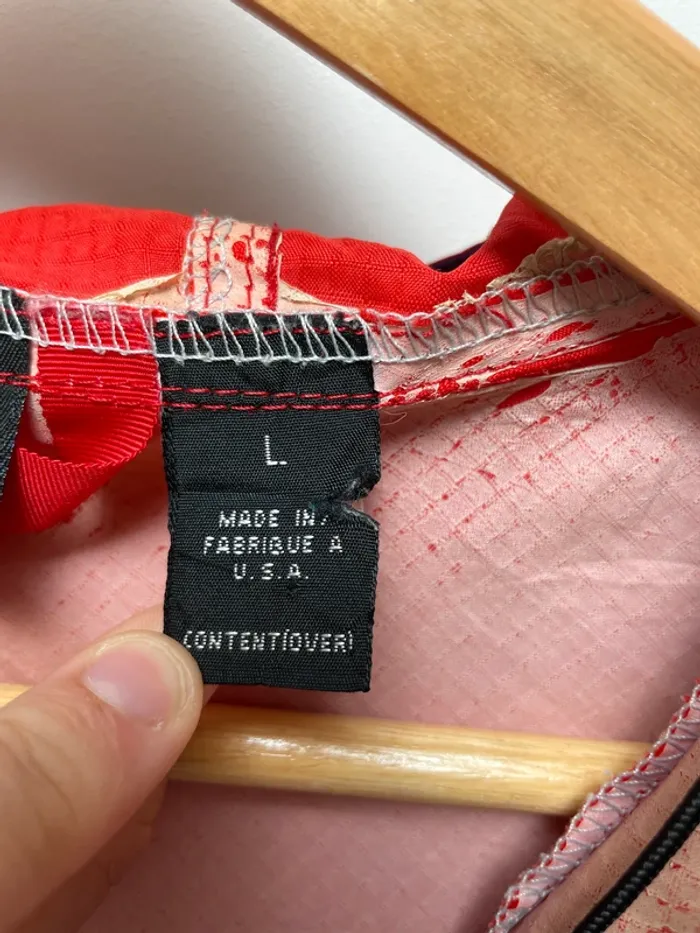 L.
MADE IN/
FABRIQUE A
U.S.A.
CONTENT(OVER)